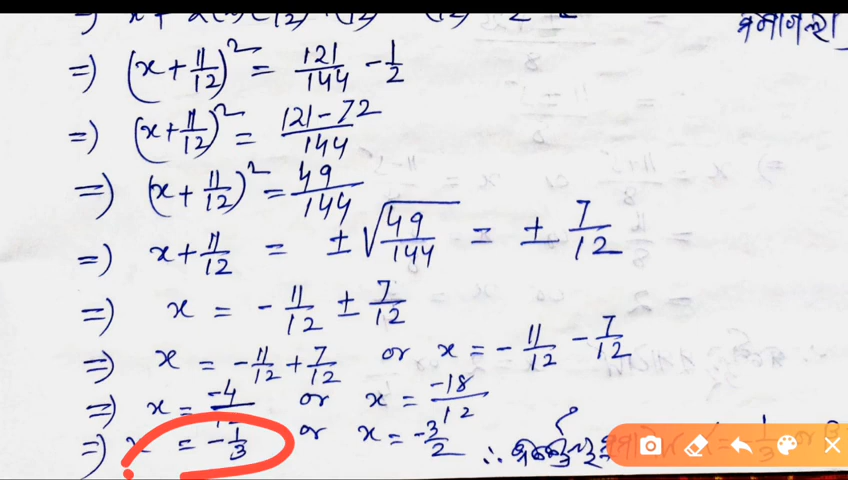 =) (x + 11/12)² = 121/144 - 1/2
=) (x + 11/12)² = 121-72/144
=) (x + 11/12)² = 49/144
=) x + 11/12 = ± √49/144 = ± 7/12
=) x = - 11/12 ± 7/12
=) x = - 11/12 + 7/12 or x = - 11/12 - 7/12
=) x = -4/12 or x = -18/12
=) x = - 1/3 or x = -3/2 ∴